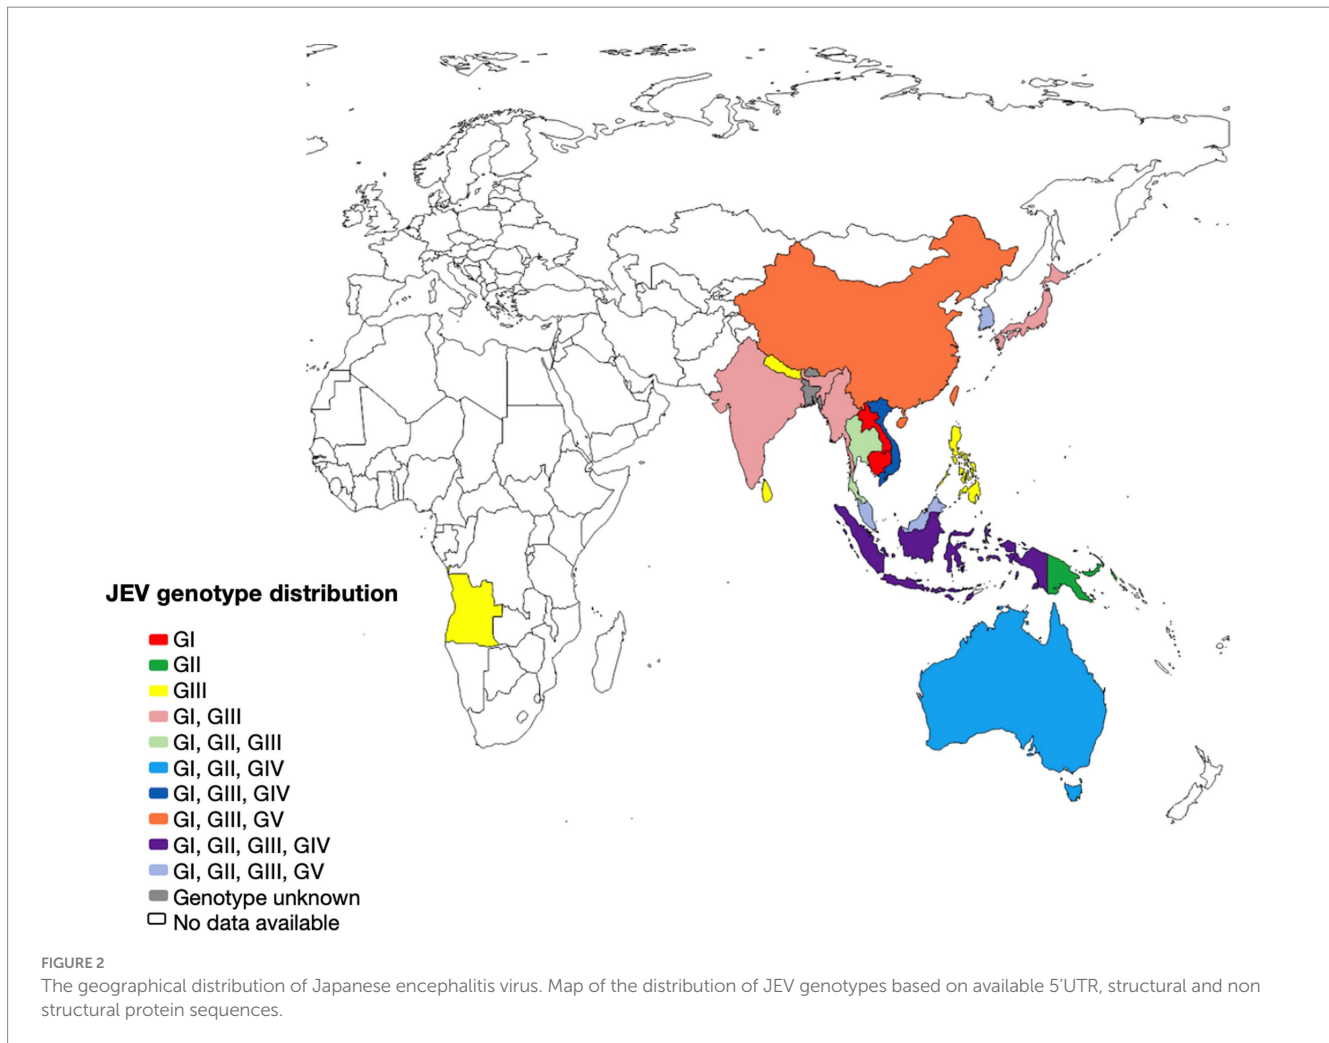 JEV genotype distribution
GI
GII
GIII
GI, GIII
GI, GII, GIII
GI, GII, GIV
GI, GIII, GIV
GI, GIII, GV
GI, GII, GIII, GIV
GI, GII, GIII, GV
Genotype unknown
No data available
FIGURE 2
The geographical distribution of Japanese encephalitis virus. Map of the distribution of JEV genotypes based on available 5'UTR, structural and non
structural protein sequences.